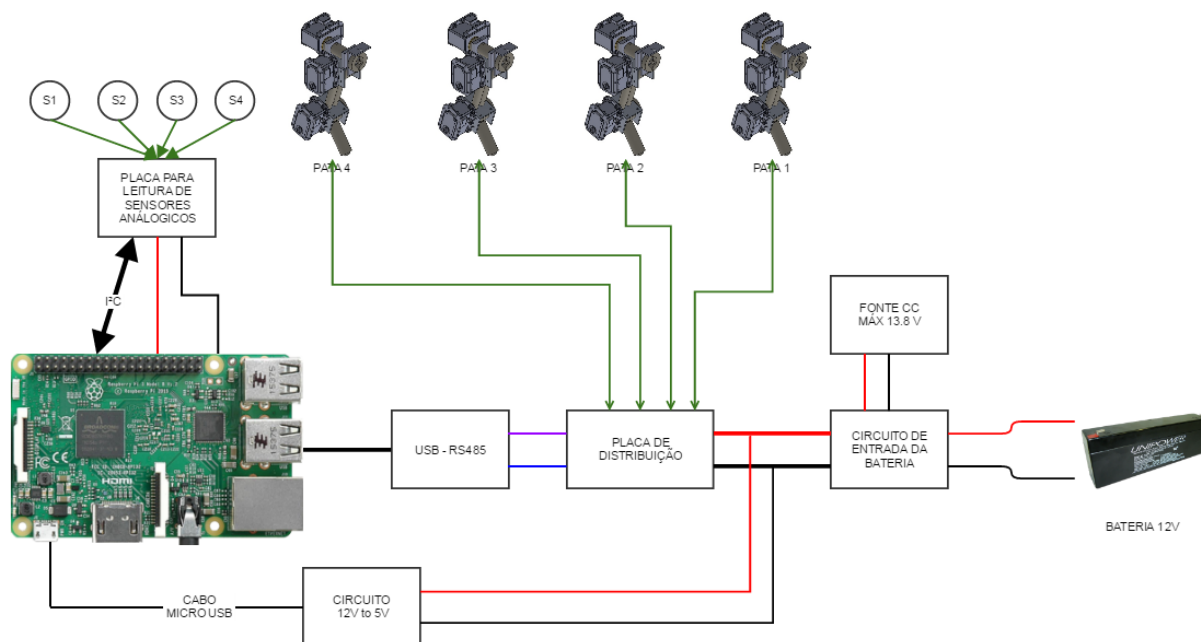 S1
S2
S3
S4
PLACA PARA
LEITURA DE
SENSORES
ANÁLOGICOS
I²C
PATA 4
PATA 3
PATA 2
PATA 1
FONTE CC
MÁX 13.8 V
USB - RS485
PLACA DE
DISTRIBUIÇÃO
CIRCUITO DE
ENTRADA DA
BATERIA
UNIPOWER
BATERIA 12V
HDMI
CABO
MICRO USB
CIRCUITO
12V to 5V